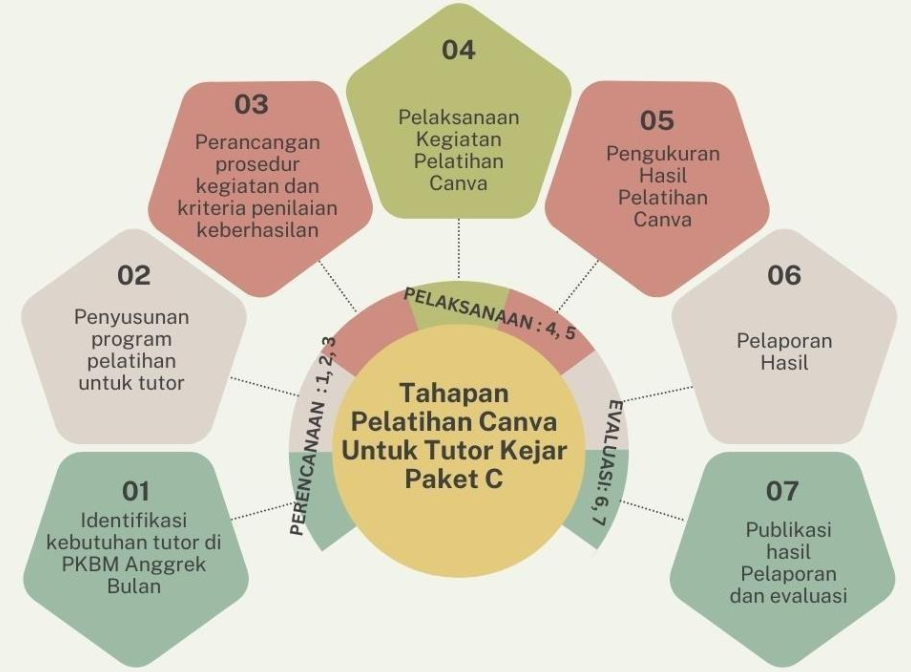 01
Identifikasi
kebutuhan tutor di
PKBM Anggrek
Bulan
02
Penyusunan
program
pelatihan
untuk tutor
03
Perancangan
prosedur
kegiatan dan
kriteria penilaian
keberhasilan
04
Pelaksanaan
Kegiatan
Pelatihan
Canva
05
Pengukuran
Hasil
Pelatihan
Canva
06
Pelaporan
Hasil
07
Publikasi
hasil
Pelaporan
dan evaluasi
PERENCANAAN : 1, 2, 3
PELAKSANAAN : 4, 5
EVALUASI: 6, 7
Tahapan
Pelatihan Canva
Untuk Tutor Kejar
Paket C